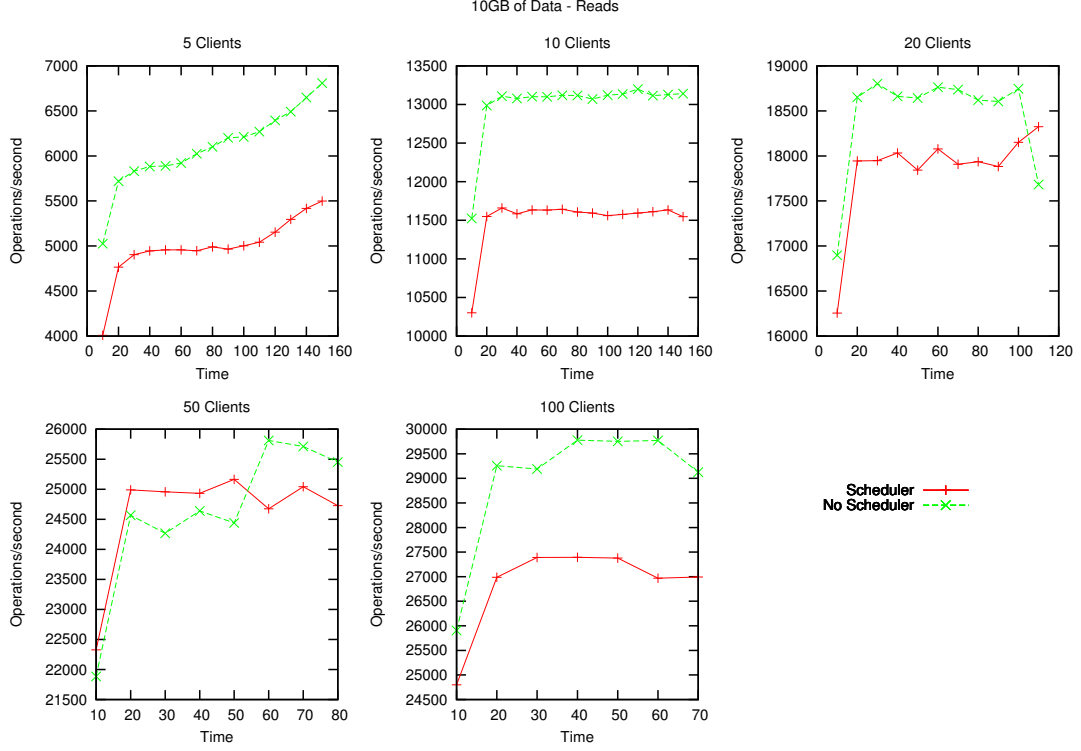 10GB of Data - Reads
5 Clients
Operations/second
7000
6500
6000
5500
5000
4500
4000
0 20 40 60 80 100 120 140 160
Time
10 Clients
Operations/second
13500
13000
12500
12000
11500
11000
10500
10000
0 20 40 60 80 100 120 140 160
Time
20 Clients
Operations/second
19000
18500
18000
17500
17000
16500
16000
0 20 40 60 80 100 120
Time
50 Clients
Operations/second
26000
25500
25000
24500
24000
23500
23000
22500
22000
21500
10 20 30 40 50 60 70 80
Time
100 Clients
Operations/second
30000
29500
29000
28500
28000
27500
27000
26500
26000
25500
25000
24500
10 20 30 40 50 60 70
Time
Scheduler
No Scheduler